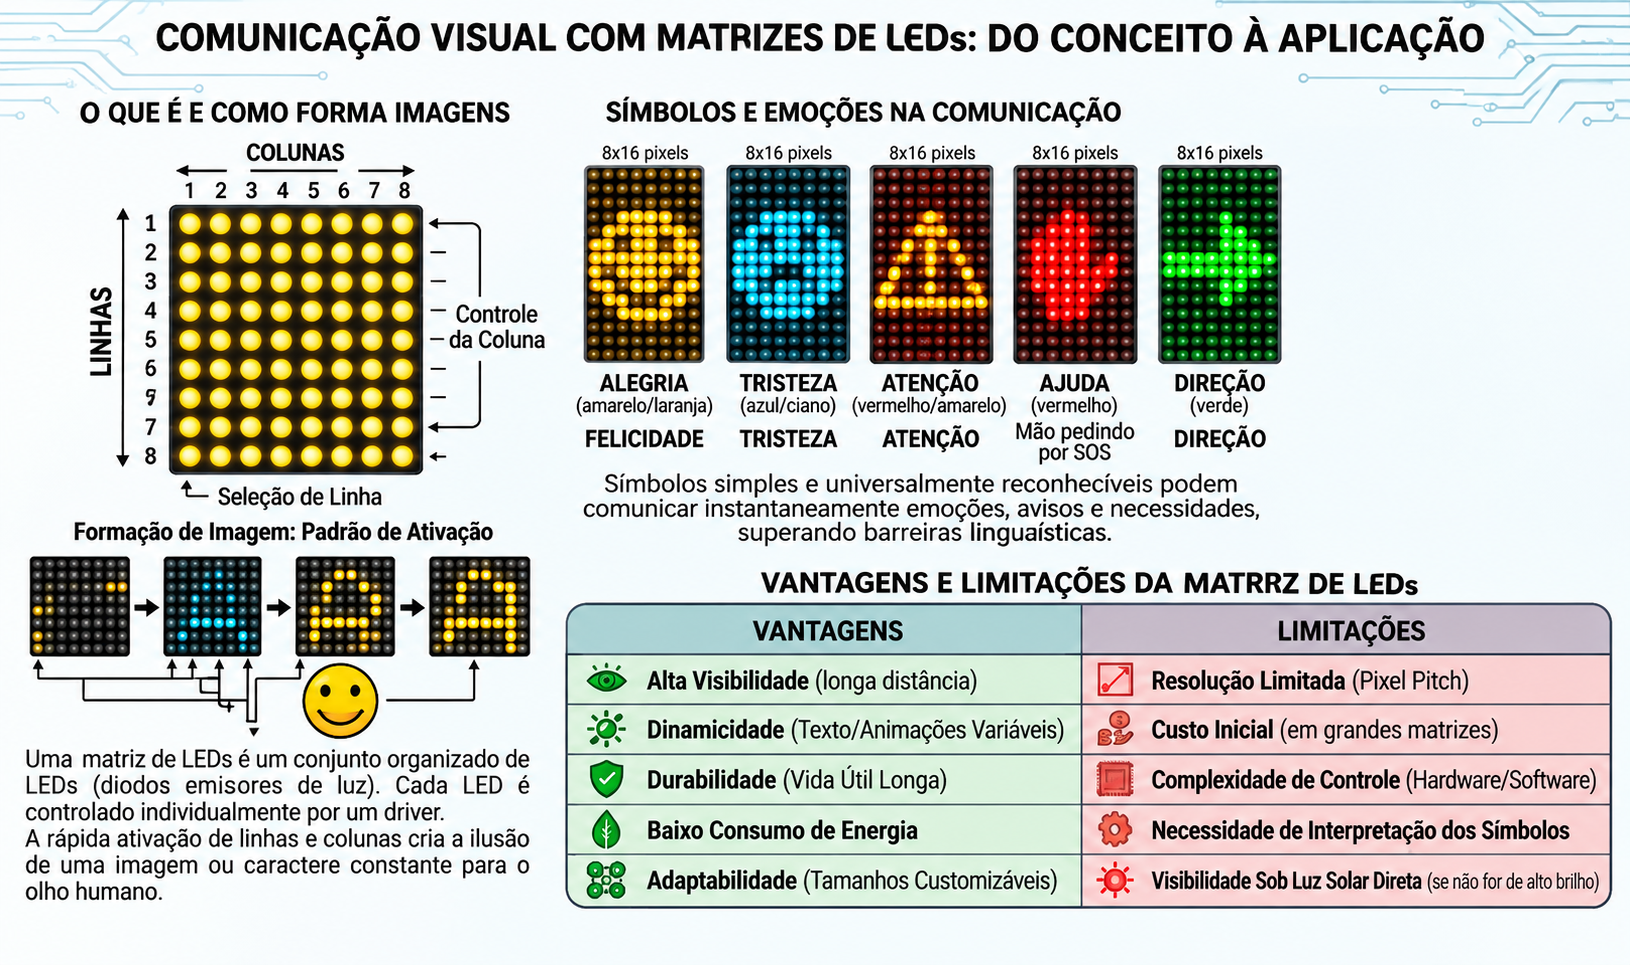 COMUNICAÇÃO VISUAL COM MATRIZES DE LEDs: DO CONCEITO À APLICAÇÃO
O QUE É E COMO FORMA IMAGENS
COLUNAS
1 2 3 4 5 6 7 8
LINHAS
1
2
3
4
5
6
7
8
Controle
da Coluna
Seleção de Linha
Formação de Imagem: Padrão de Ativação
Uma matriz de LEDs é um conjunto organizado de
LEDs (diodos emisores de luz). Cada LED é
controlado individualmente por um driver.
A rápida ativação de linhas e colunas cria a ilusão
de uma imagem ou caractere constante para o
olho humano.
SÍMBOLOS E EMOÇÕES NA COMUNICAÇÃO
8x16 pixels 8x16 pixels 8x16 pixels 8x16 pixels 8x16 pixels
ALEGRIA
(amarelo/laranja)
FELICIDADE
TRISTEZA
(azul/ciano)
TRISTEZA
ATENÇÃO
(vermelho/amarelo)
ATENÇÃO
AJUDA
(vermelho)
Mão pedindo
por SOS
DIREÇÃO
(verde)
DIREÇÃO
Símbolos simples e universalmente reconhecíveis podem
comunicar instantaneamente emoções, avisos e necessidades,
superando barreiras linguaísticas.
VANTAGENS E LIMITAÇÕES DA MATRRZ DE LEDs
VANTAGENS LIMITAÇÕES
Alta Visibilidade (longa distância) Resolução Limitada (Pixel Pitch)
Dinamicidade (Texto/Animações Variáveis) Custo Inicial (em grandes matrizes)
Durabilidade (Vida Útil Longa) Complexidade de Controle (Hardware/Software)
Baixo Consumo de Energia Necessidade de Interpretação dos Símbolos
Adaptabilidade (Tamanhos Customizáveis) Visibilidade Sob Luz Solar Direta (se não for de alto brilho)